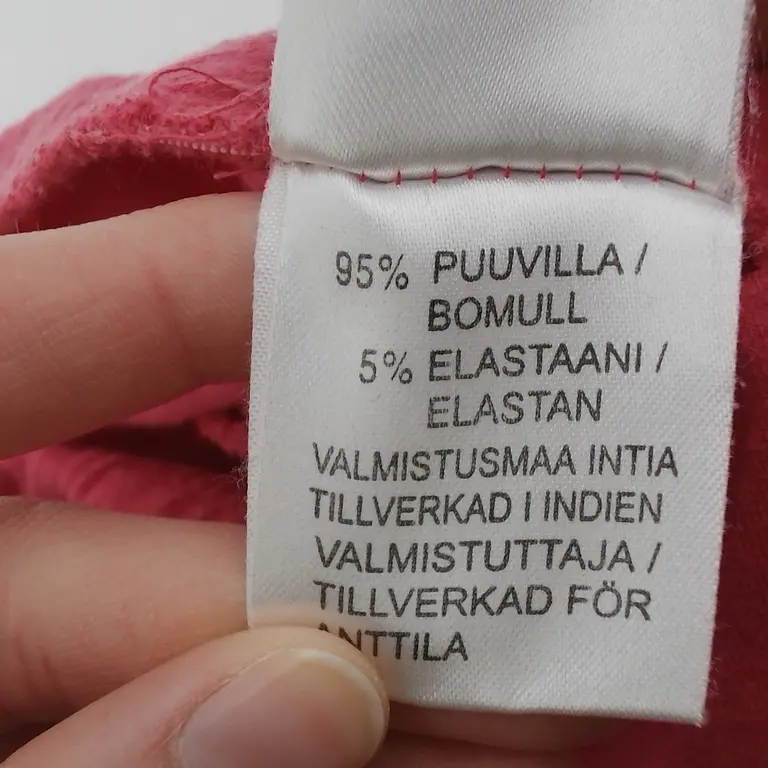 95% PUUVILLA /
BOMULL
5% ELASTAANI /
ELASTAN
VALMISTUSMAA INTIA
TILLVERKAD I INDIEN
VALMISTUTTAJA /
TILLVERKAD FÖR
ANTTILA